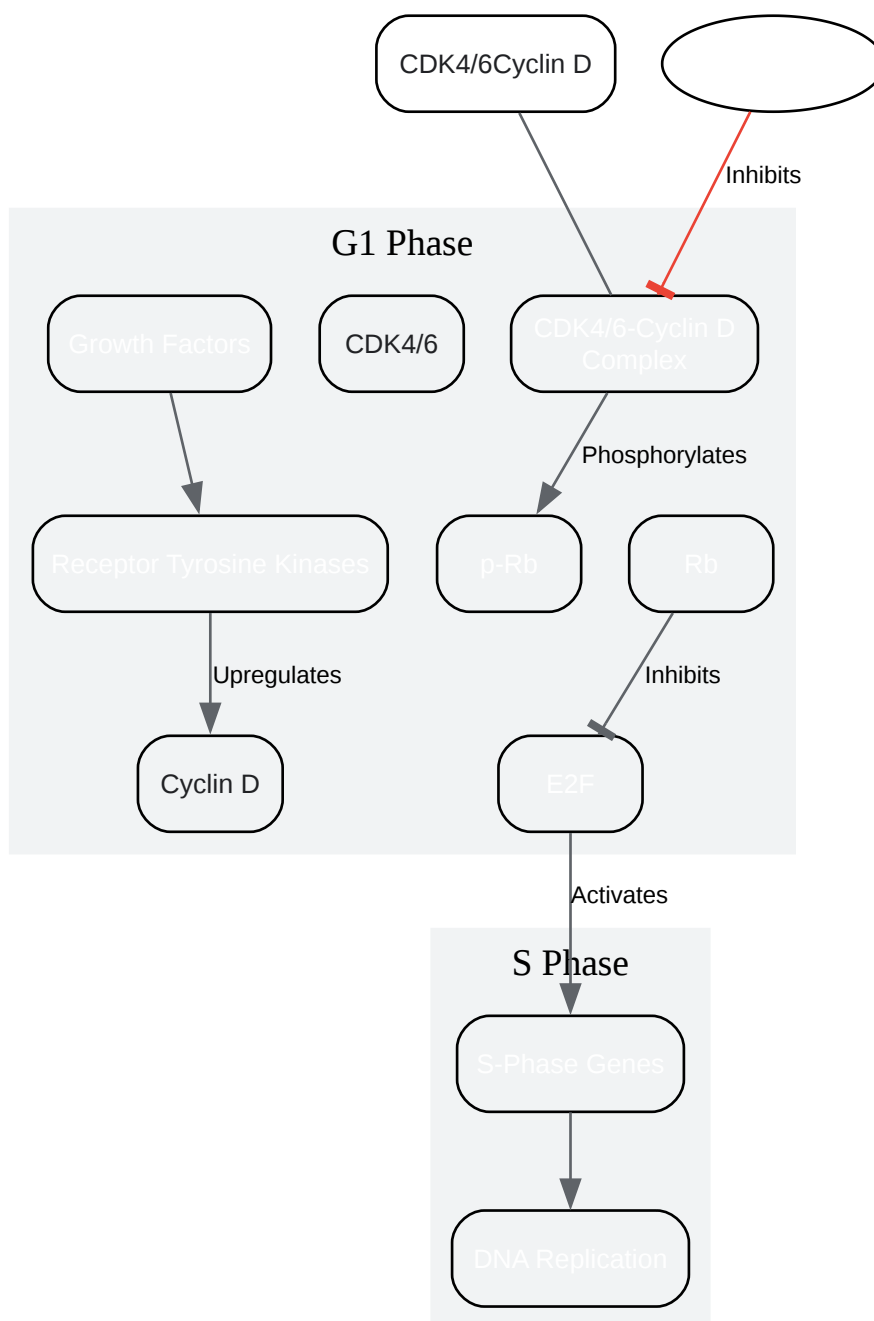 CDK4/6Cyclin D
Inhibits
G1 Phase
Growth Factors
CDK4/6
CDK4/6-Cyclin D
Complex
Phosphorylates
Receptor Tyrosine Kinases
p-Rb
Rb
Upregulates
Inhibits
Cyclin D
E2F
Activates
S Phase
S-Phase Genes
DNA Replication